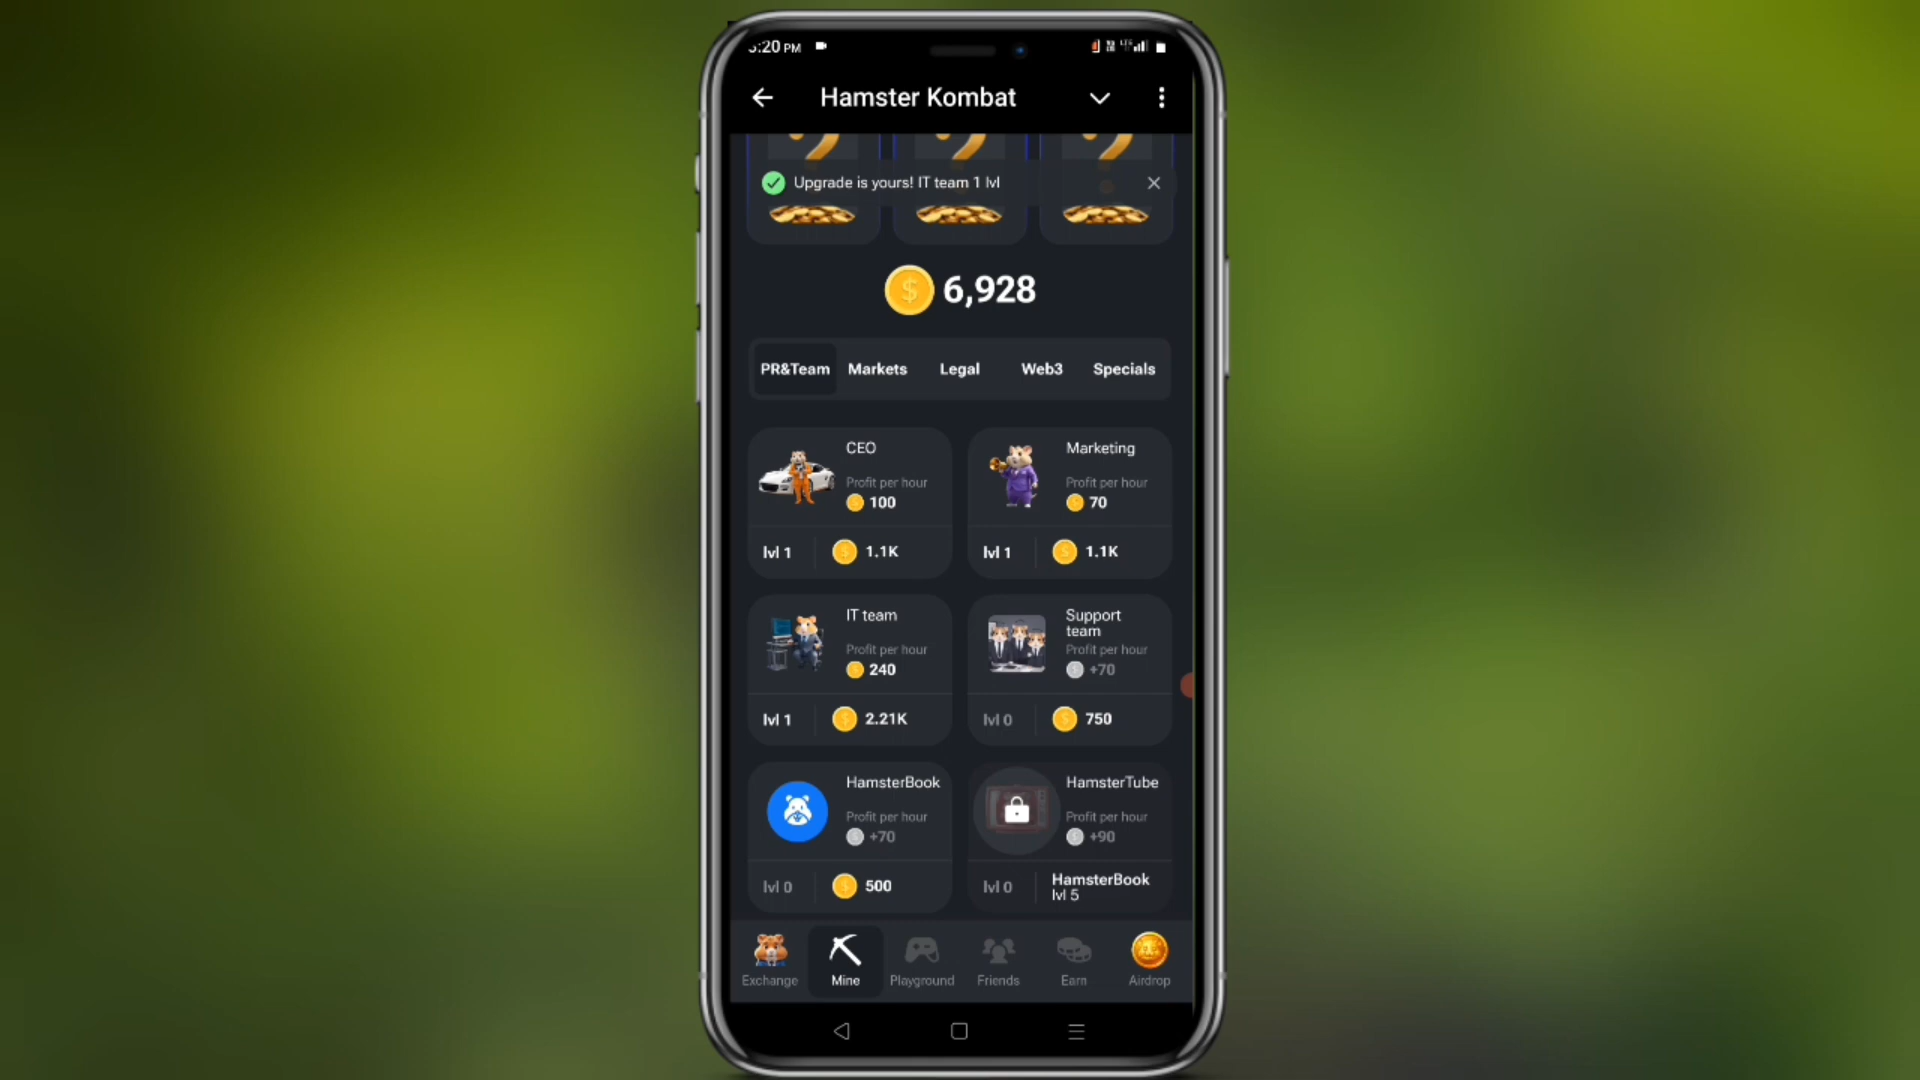 :20 PM
Hamster Kombat
Upgrade is yours! IT team 1 lvl
6,928
PR&Team Markets Legal Web3 Specials
CEO
Profit per hour
100
lvl 1 1.1K
Marketing
Profit per hour
70
lvl 1 1.1K
IT team
Profit per hour
240
lvl 1 2.21K
Support
team
Profit per hour
+70
lvl 0 750
HamsterBook
Profit per hour
+70
lvl 0 500
HamsterTube
Profit per hour
+90
lvl 0 HamsterBook
lvl 5
Exchange Mine Playground Friends Earn Airdrop